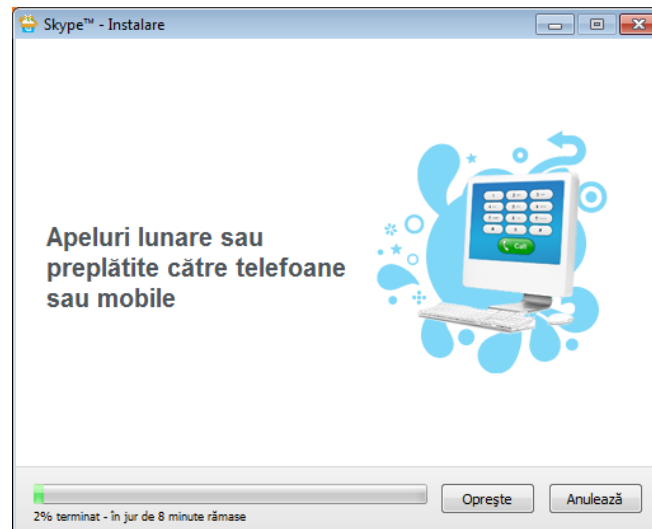 Skype™ - Instalare
Apeluri lunare sau
preplătite către telefoane
sau mobile
Call
2% terminat - în jur de 8 minute rămase
Oprește
Anulează